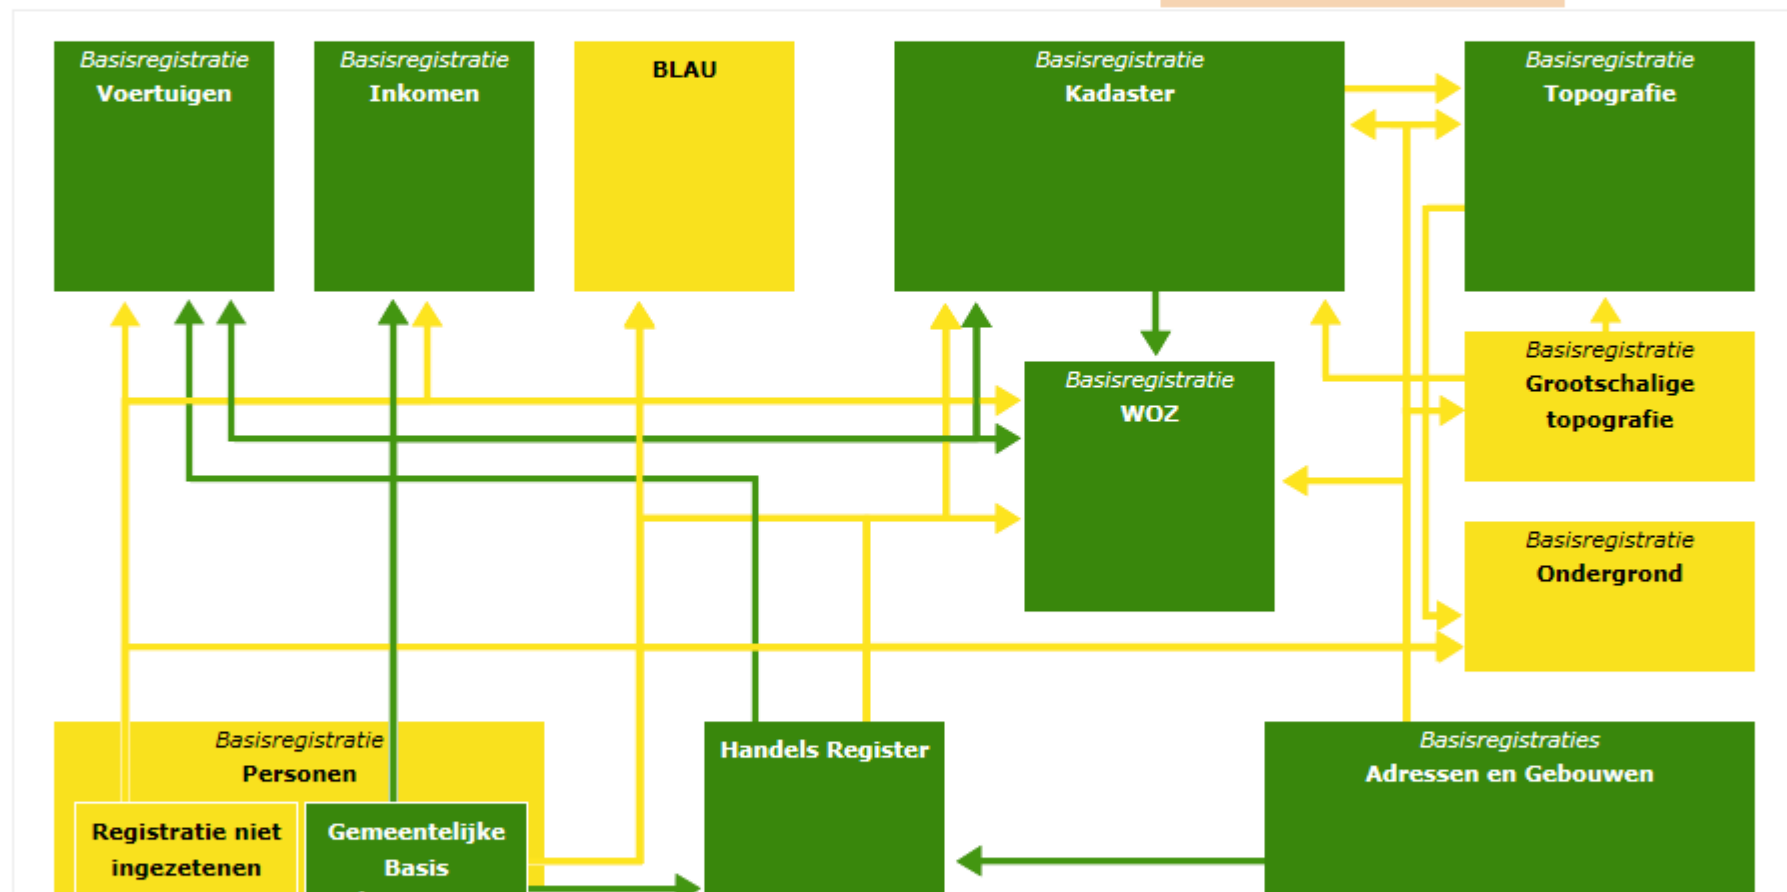 Basisregistratie
Voertuigen
Basisregistratie
Inkomen
BLAU
Basisregistratie
Kadaster
Basisregistratie
Topografie
Basisregistratie
WOZ
Basisregistratie
Grootschalige
topografie
Basisregistratie
Ondergrond
Basisregistratie
Personen
Registratie niet
ingezetenen
Gemeentelijke
Basis
Handels Register
Basisregistraties
Adressen en Gebouwen